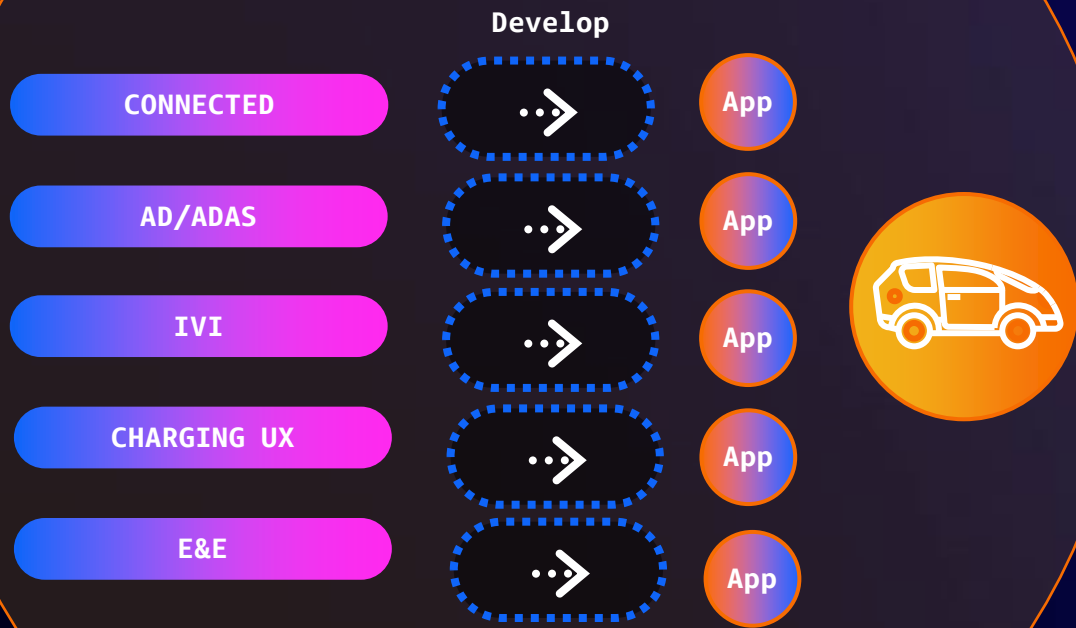 Develop
CONNECTED
App
AD/ADAS
App
IVI
App
CHARGING UX
App
E&E
App